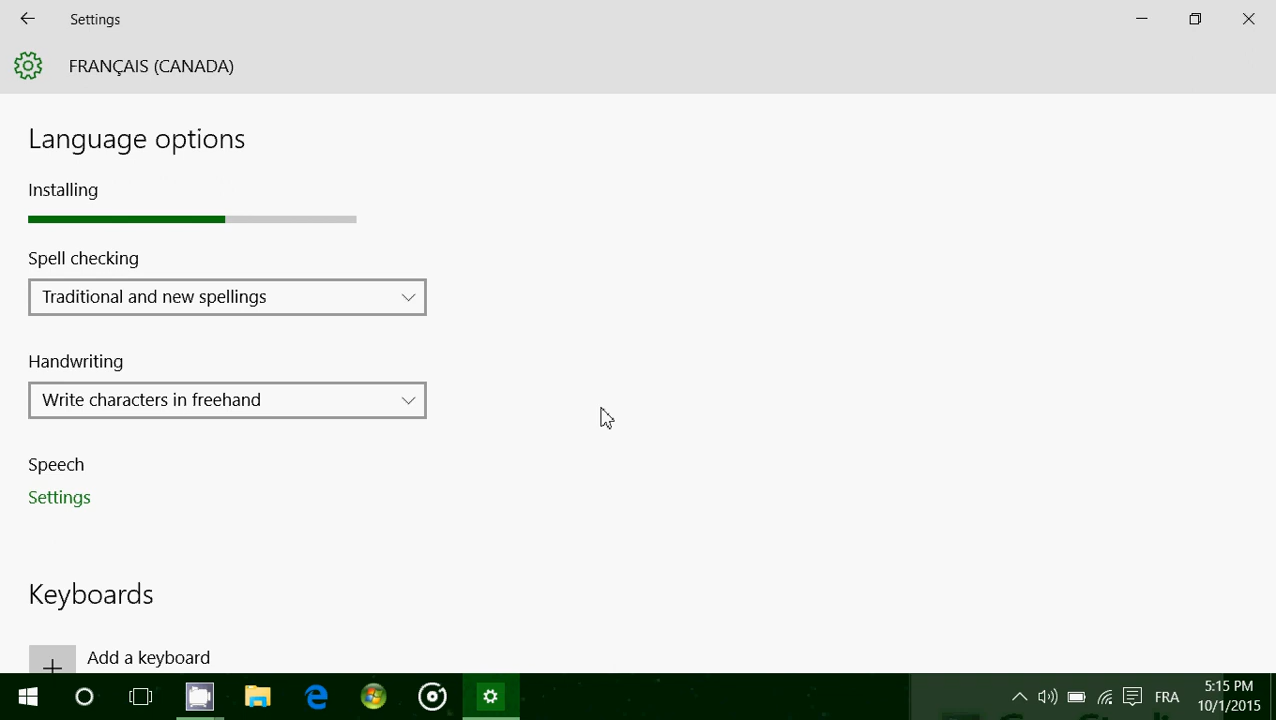 Settings
FRANÇAIS (CANADA)
Language options
Installing
Spell checking
Traditional and new spellings
Handwriting
Write characters in freehand
Speech
Settings
Keyboards
Add a keyboard
FRA
5:15 PM
10/1/2015